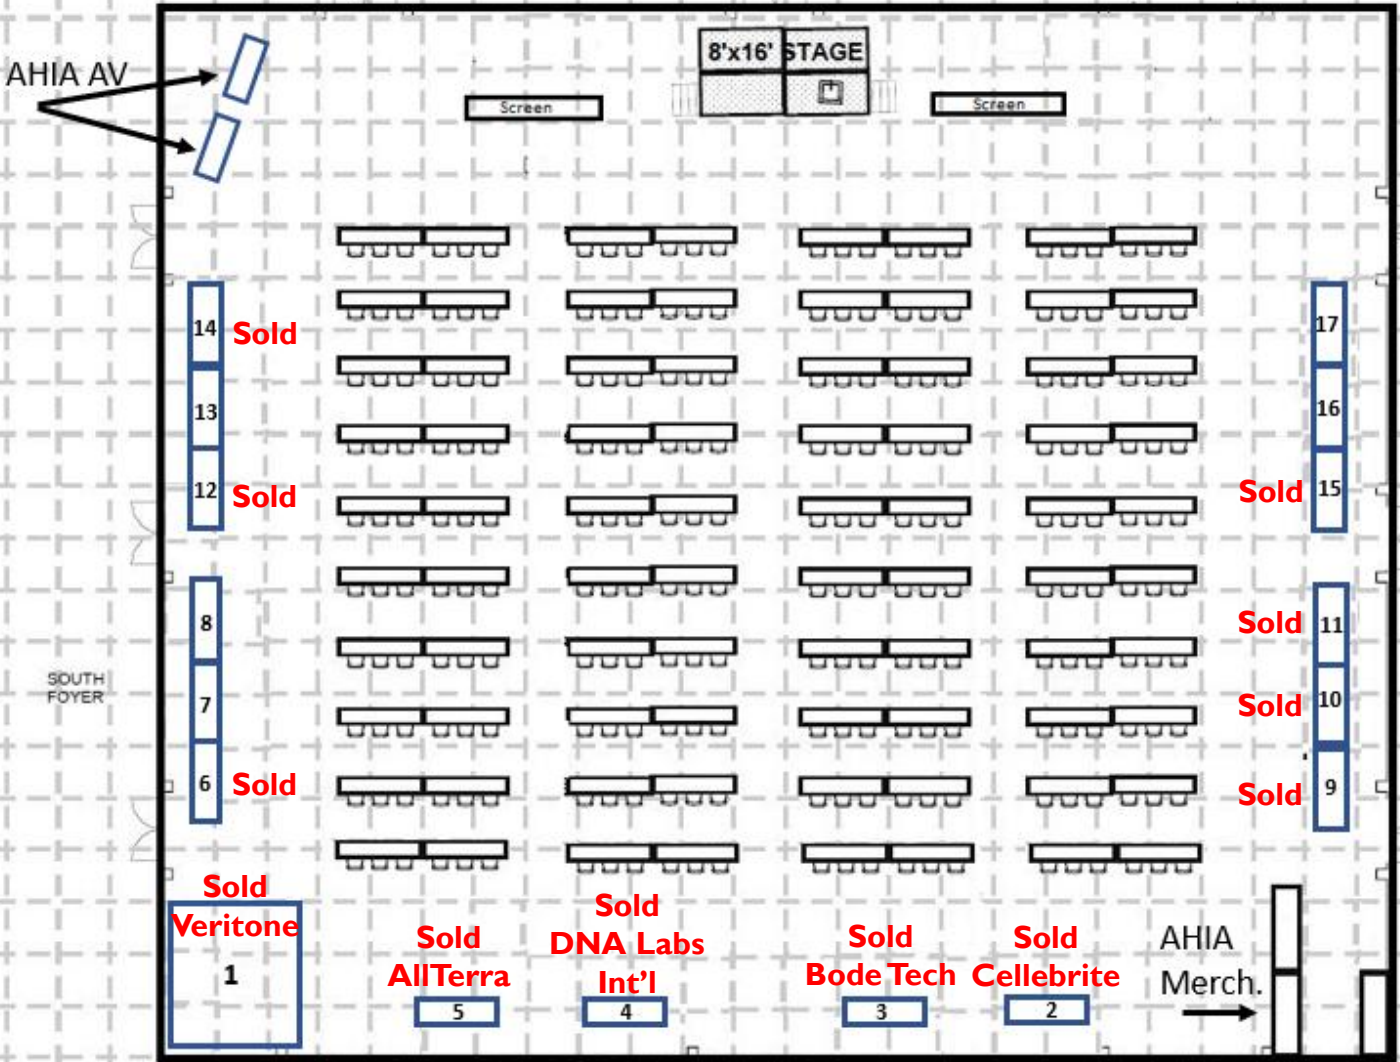 8'x16' STAGE
AHIA AV
Screen
Screen
14 Sold
17
13
16
12 Sold
Sold 15
8
Sold 11
SOUTH
FOYER
7
Sold 10
6 Sold
Sold 9
Sold
Veritone
1
Sold
AllTerra
5
Sold
DNA Labs
Int'l
4
Sold
Bode Tech
3
Sold
Cellebrite
2
AHIA
Merch.